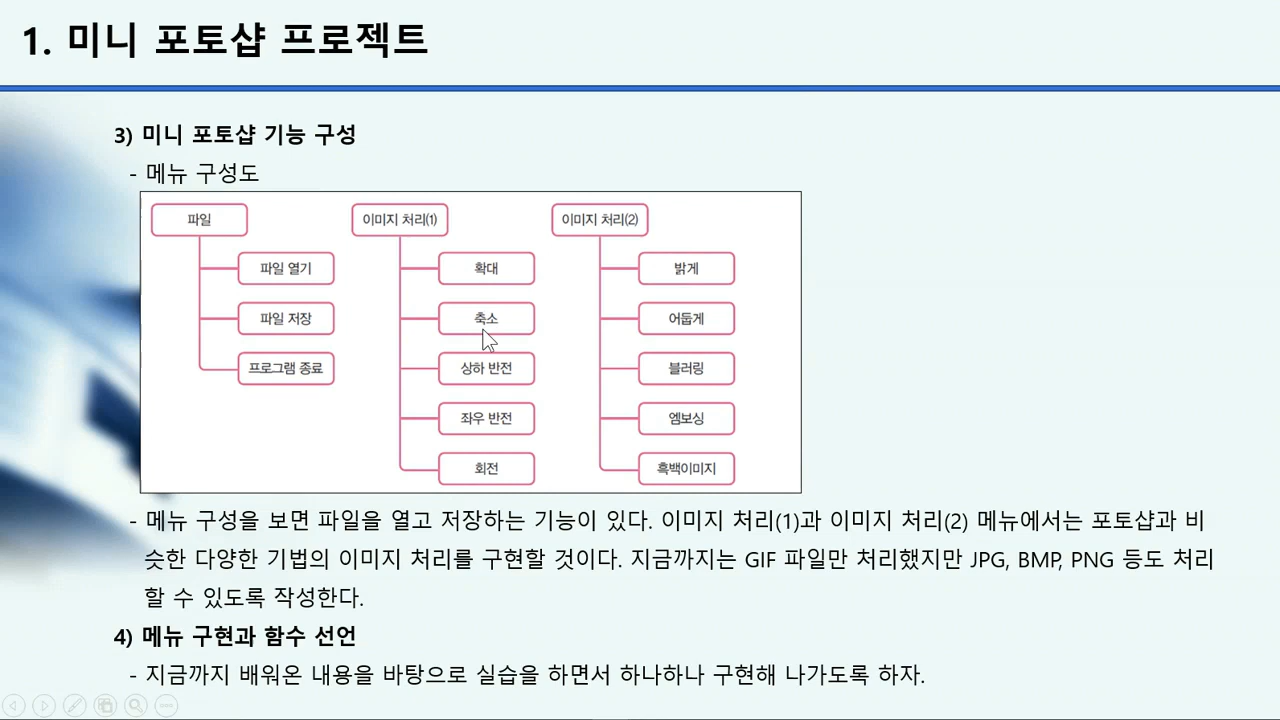 1. 미니 포토샵 프로젝트
3) 미니 포토샵 기능 구성
- 메뉴 구성도
파일
파일 열기
파일 저장
프로그램 종료
이미지 처리(1)
확대
축소
상하 반전
좌우 반전
회전
이미지 처리(2)
밝게
어둡게
블러링
엠보싱
흑백이미지
- 메뉴 구성을 보면 파일을 열고 저장하는 기능이 있다. 이미지 처리(1)과 이미지 처리(2) 메뉴에서는 포토샵과 비
슷한 다양한 기법의 이미지 처리를 구현할 것이다. 지금까지는 GIF 파일만 처리했지만 JPG, BMP, PNG 등도 처리
할 수 있도록 작성한다.
4) 메뉴 구현과 함수 선언
- 지금까지 배워온 내용을 바탕으로 실습을 하면서 하나하나 구현해 나가도록 하자.